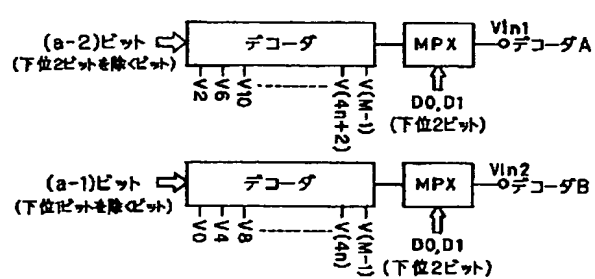 (a-2)ビット
(下位2ビットを除くビット)
デコーダ
MPX
Vin1
デコーダA
V2
V6
V10
V(4n+2)
V(M-1)
D0,D1
(下位2ビット)
(a-1)ビット
(下位1ビットを除くビット)
デコーダ
MPX
Vin2
デコーダB
V0
V4
V8
V(4n)
V(M-1)
D0,D1
(下位2ビット)